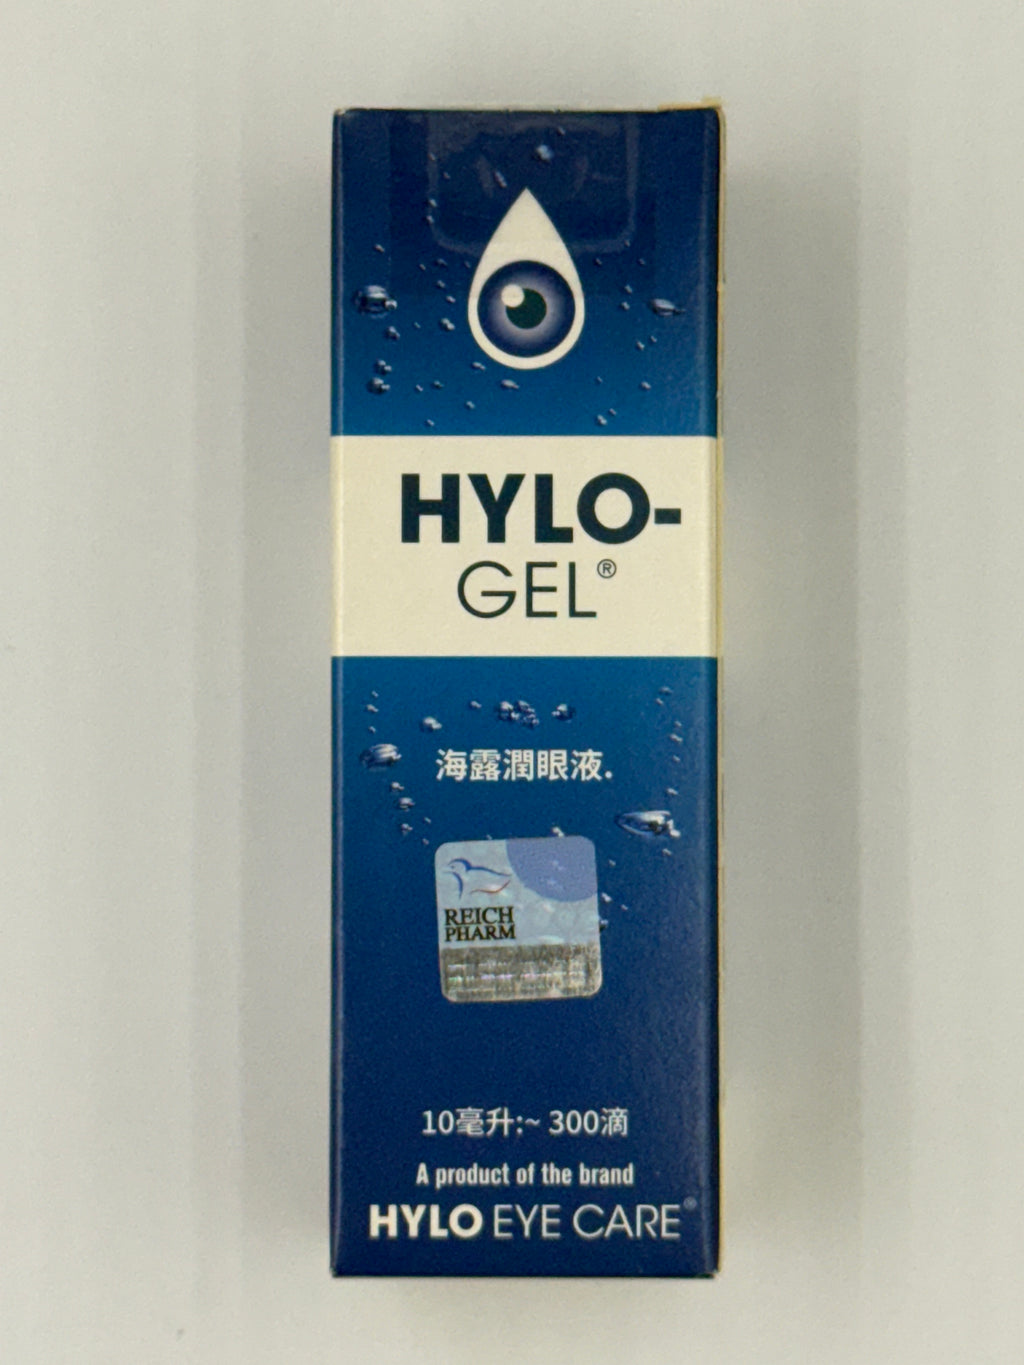 HYLO-
GEL®
海露潤眼液.
REICH
PHARM
10毫升:~ 300滴
A product of the brand
HYLO EYE CARE®